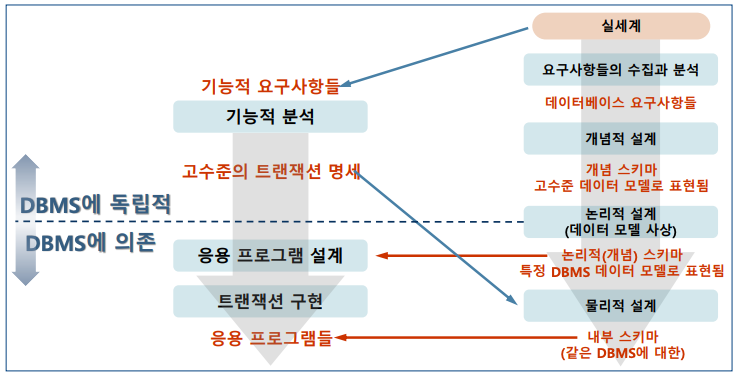 실세계
요구사항들의 수집과 분석
기능적 요구사항들
데이터베이스 요구사항들
기능적 분석
개념적 설계
고수준의 트랜잭션 명세
개념 스키마
고수준 데이터 모델로 표현됨
DBMS에 독립적
논리적 설계
(데이터 모델 사상)
DBMS에 의존
응용 프로그램 설계
논리적(개념) 스키마
특정 DBMS 데이터 모델로 표현됨
트랜잭션 구현
물리적 설계
응용 프로그램들
내부 스키마
(같은 DBMS에 대한)